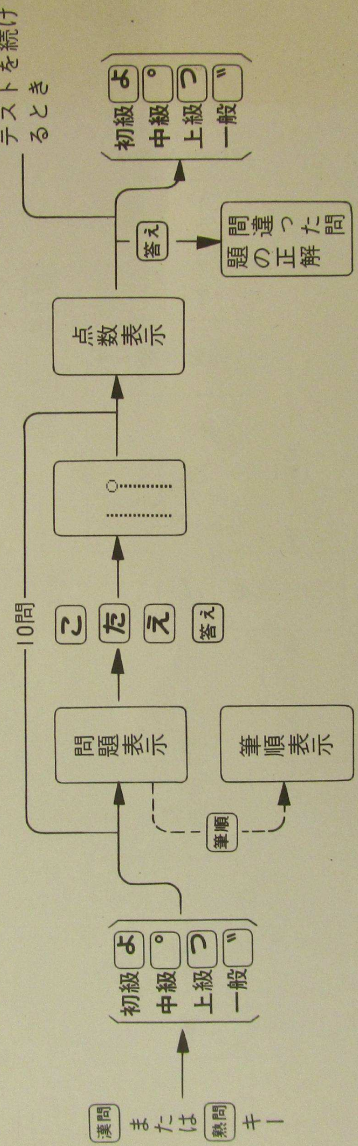 漢問
または
熟問 キー
初級 よ
中級 °
上級 つ
一般 ゛
問題表示
筆順
筆順表示
10問
こ
た
え
答え
○
点数表示
答え
間違った問
題の正解
テストを続け
るとき
初級 よ
中級 °
上級 つ
一般 ゛